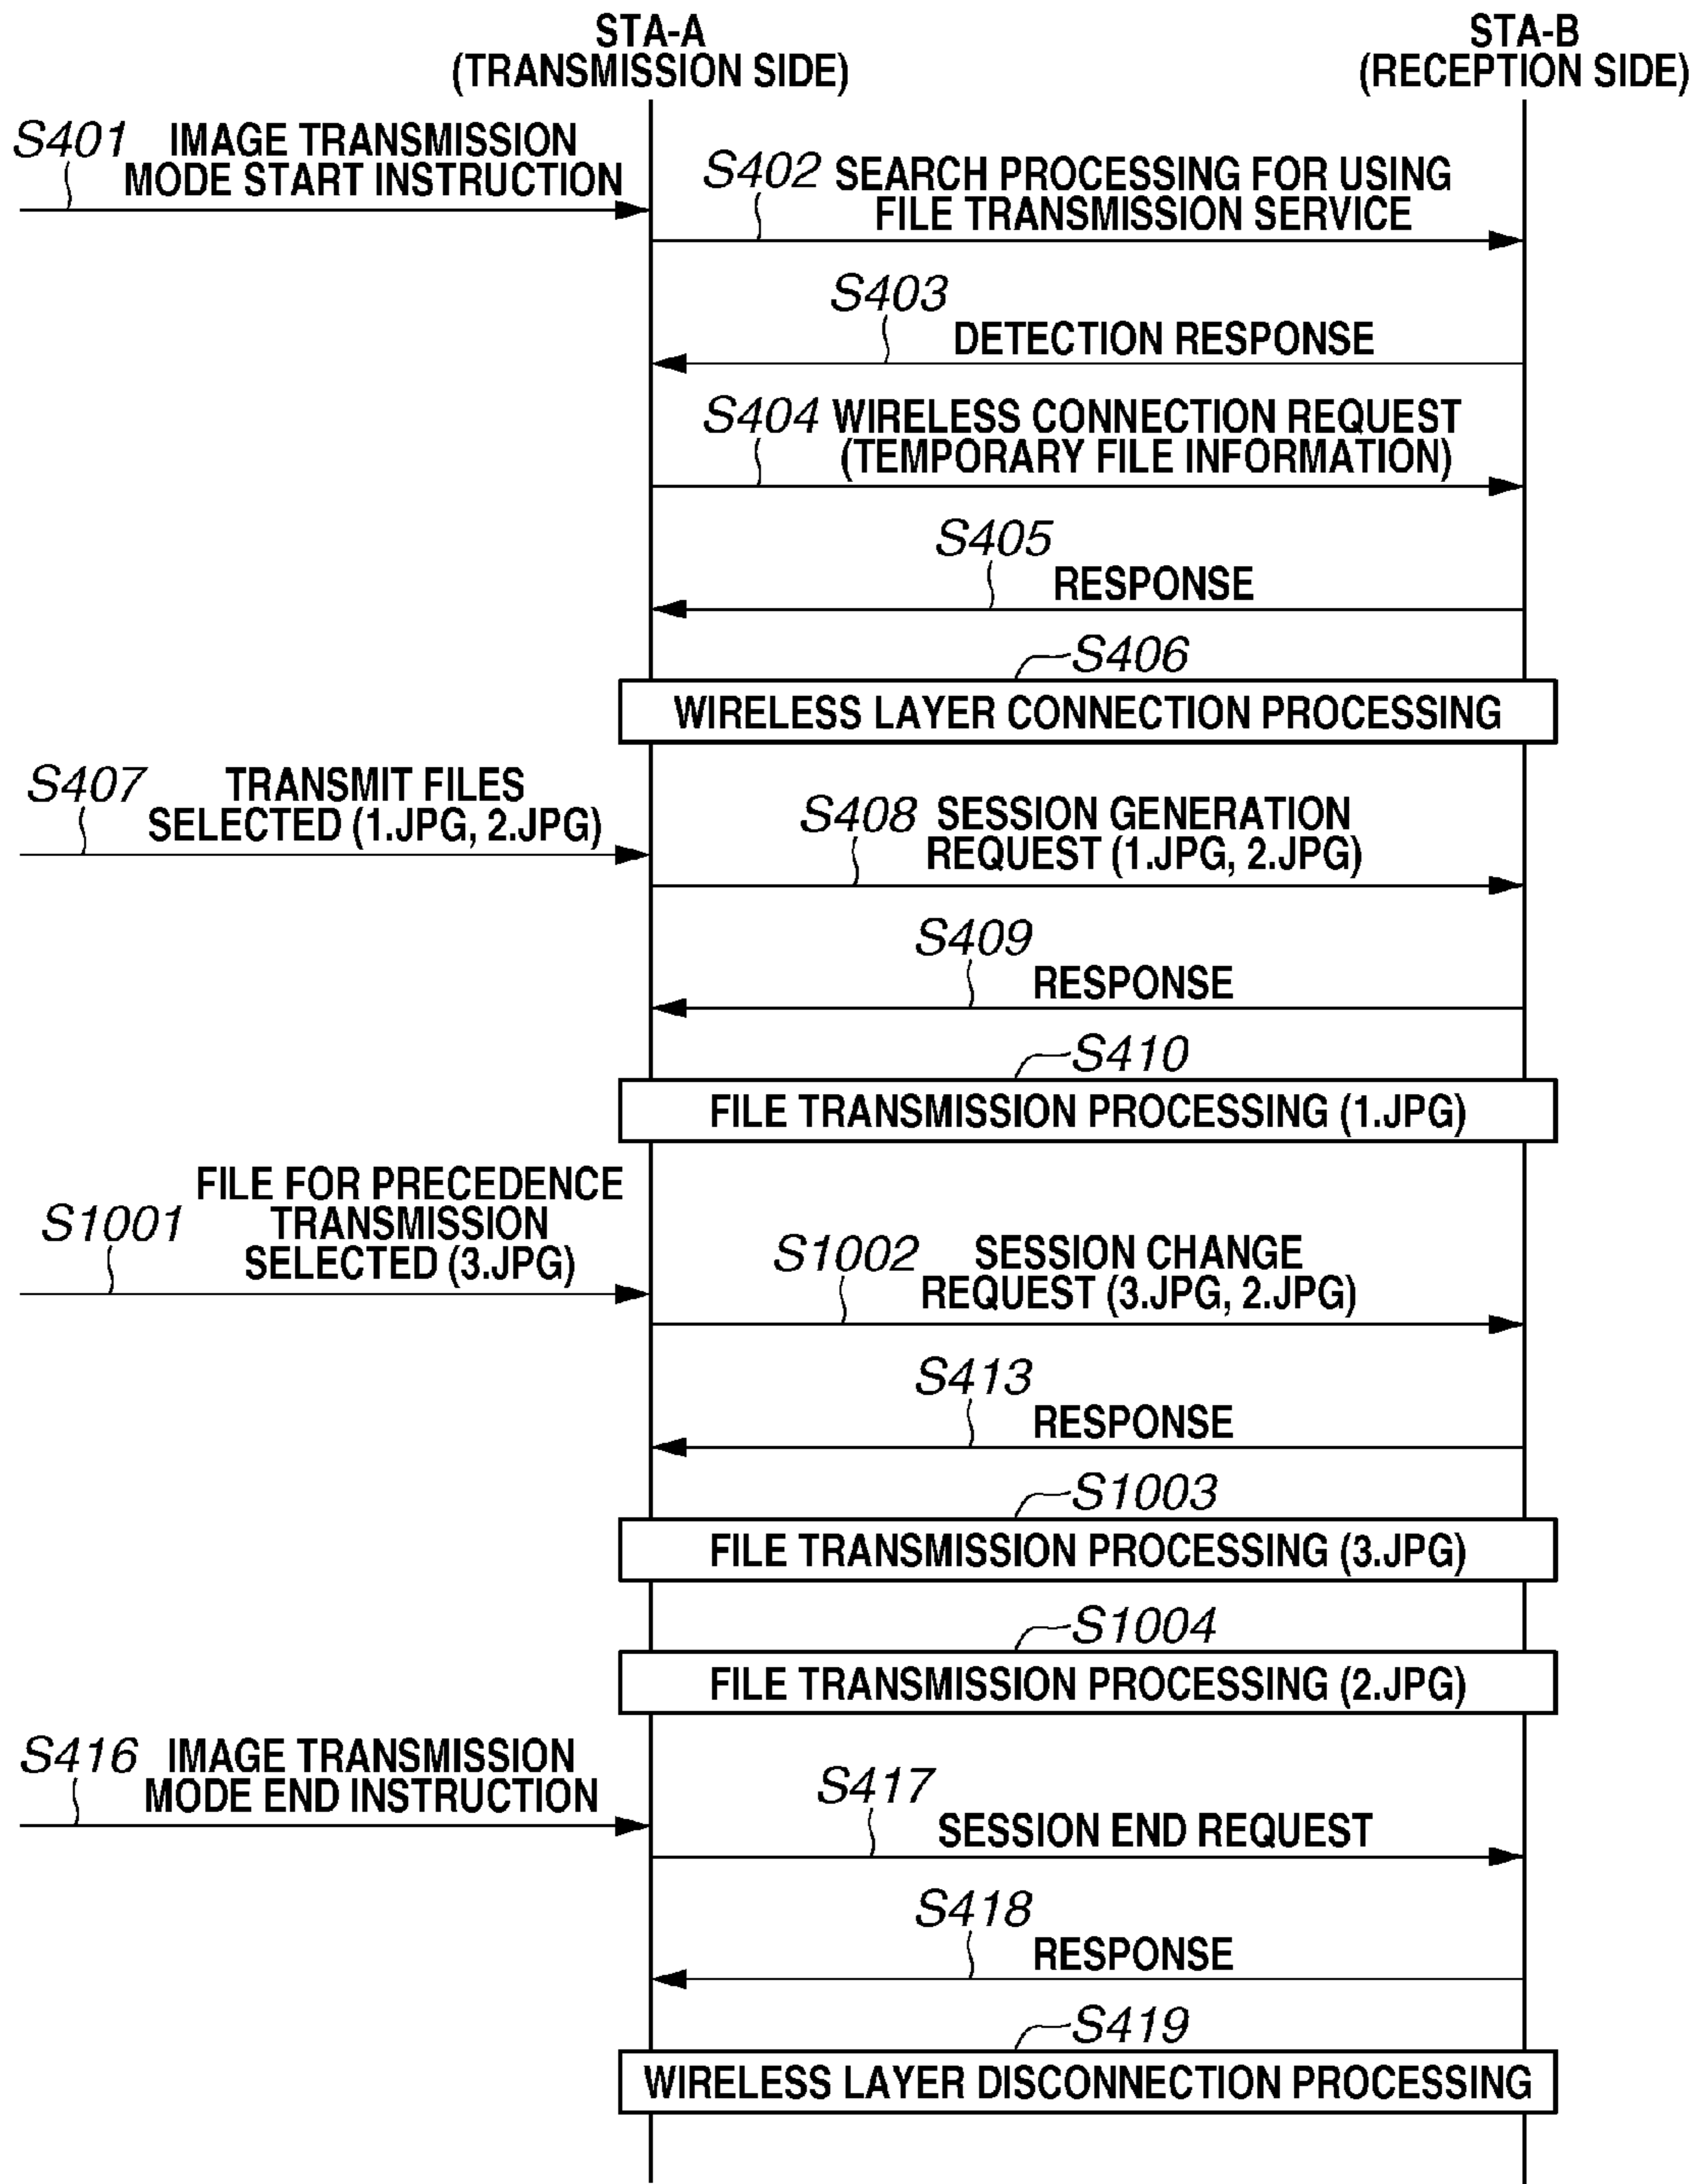 STA-A
(TRANSMISSION SIDE)
STA-B
(RECEPTION SIDE)
S401
IMAGE TRANSMISSION
MODE START INSTRUCTION
S402
SEARCH PROCESSING FOR USING
FILE TRANSMISSION SERVICE
S403
DETECTION RESPONSE
S404
WIRELESS CONNECTION REQUEST
(TEMPORARY FILE INFORMATION)
S405
RESPONSE
S406
WIRELESS LAYER CONNECTION PROCESSING
S407
TRANSMIT FILES
SELECTED (1.JPG, 2.JPG)
S408
SESSION GENERATION
REQUEST (1.JPG, 2.JPG)
S409
RESPONSE
S410
FILE TRANSMISSION PROCESSING (1.JPG)
S1001
FILE FOR PRECEDENCE
TRANSMISSION
SELECTED (3.JPG)
S1002
SESSION CHANGE
REQUEST (3.JPG, 2.JPG)
S413
RESPONSE
S1003
FILE TRANSMISSION PROCESSING (3.JPG)
S1004
FILE TRANSMISSION PROCESSING (2.JPG)
S416
IMAGE TRANSMISSION
MODE END INSTRUCTION
S417
SESSION END REQUEST
S418
RESPONSE
S419
WIRELESS LAYER DISCONNECTION PROCESSING